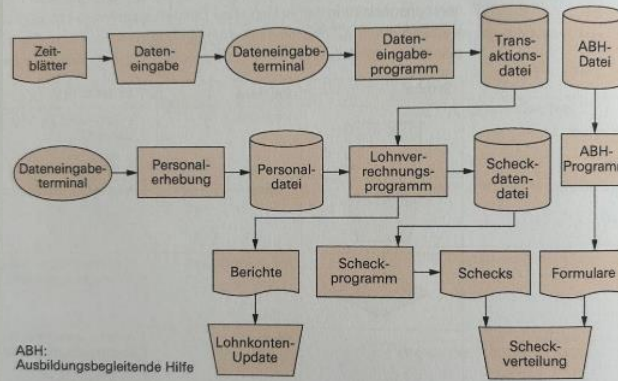 Zeit-
blätter
Daten-
eingabe
Dateneingabe-
terminal
Daten-
eingabe-
programm
Trans-
aktions-
datei
ABH-
Datei
Dateneingabe-
terminal
Personal-
erhebung
Personal-
datei
Lohnver-
rechnungs-
programm
Scheck-
daten-
datei
ABH-
Programm
Berichte
Scheck-
programm
Schecks
Formulare
Lohnkonten-
Update
Scheck-
verteilung
ABH:
Ausbildungsbegleitende Hilfe